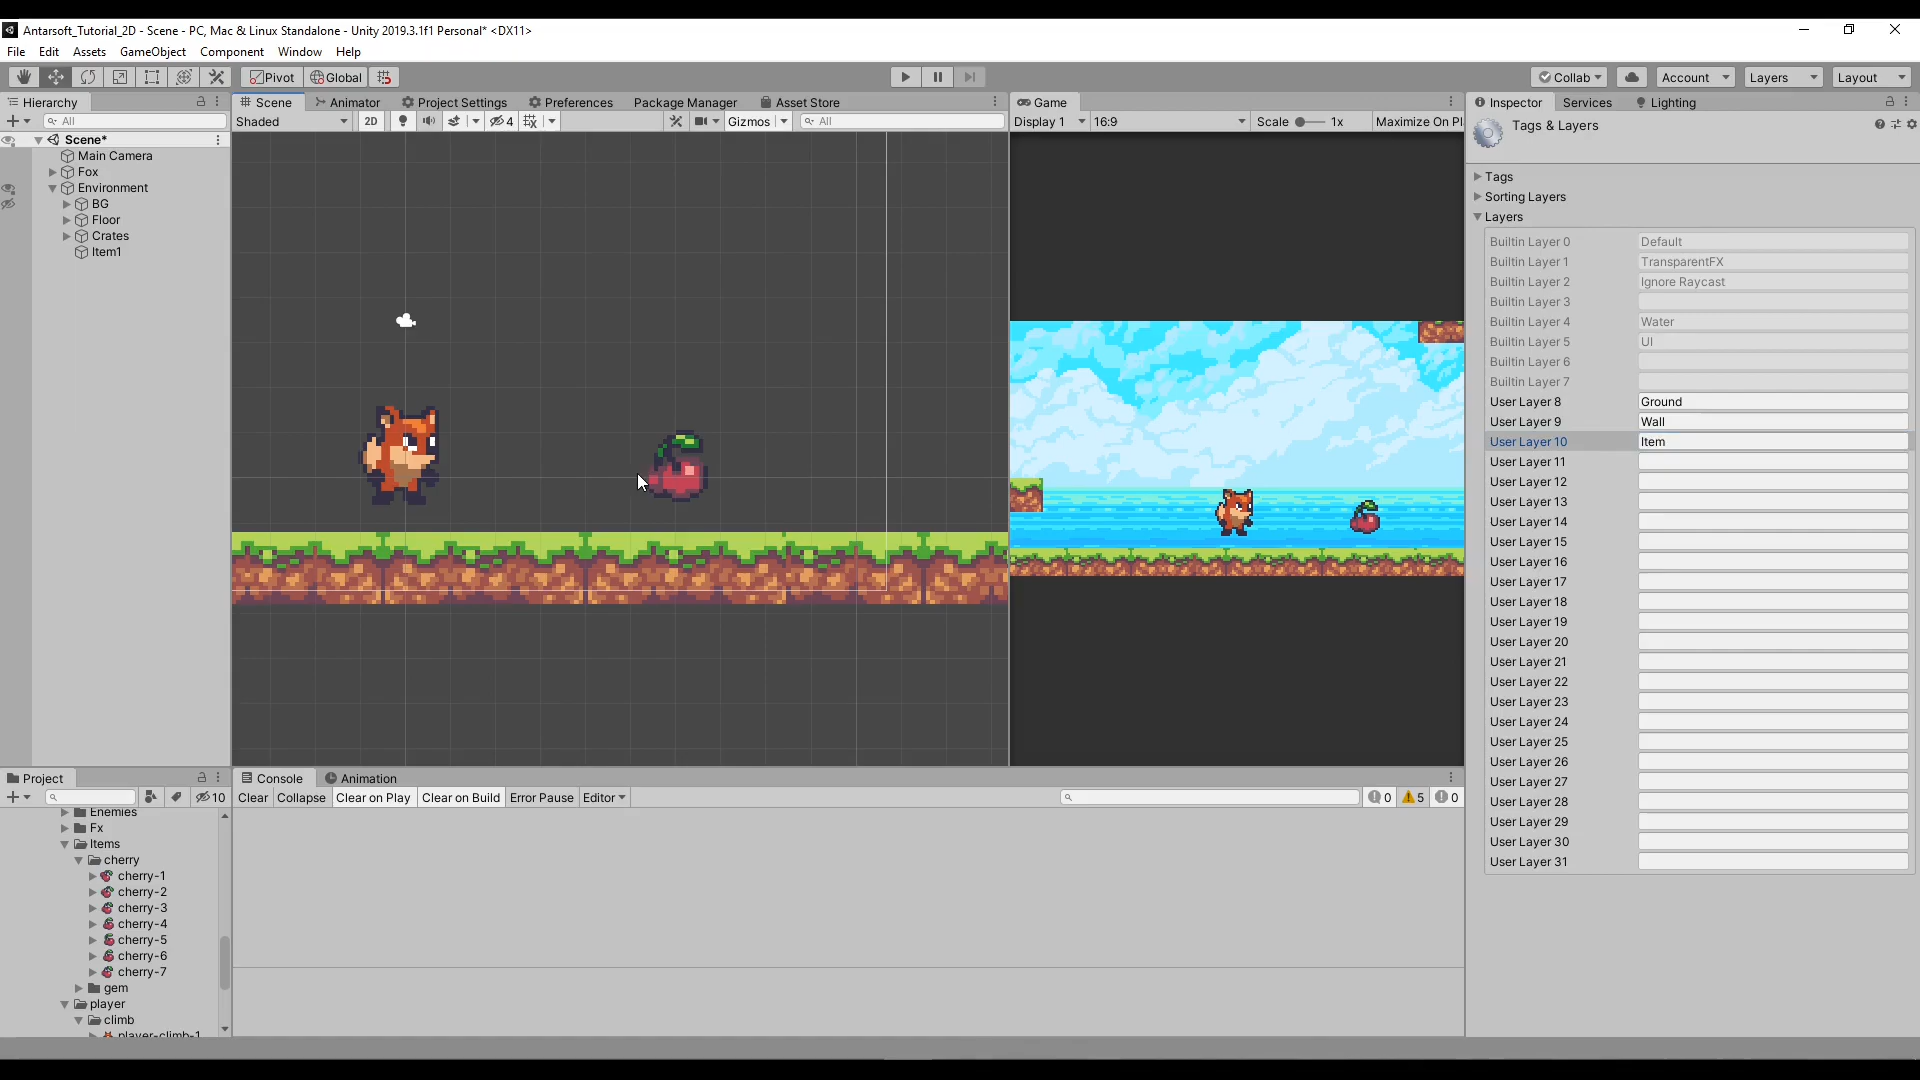 Antarsoft_Tutorial_2D - Scene - PC, Mac & Linux Standalone - Unity 2019.3.1f1 Personal* <DX11>
File Edit Assets GameObject Component Window Help
Pivot Global Collab Account Layers Layout
Hierarchy
All
Scene*
Main Camera
Fox
Environment
BG
Floor
Crates
Item1
Scene Animator Project Settings Preferences Package Manager Asset Store
Shaded 2D 4 Gizmos All
Game
Display 1 16:9 Scale 1x Maximize On Pl
Inspector Services Lighting
Tags & Layers
Tags
Sorting Layers
Layers
Builtin Layer 0 Default
Builtin Layer 1 TransparentFX
Builtin Layer 2 Ignore Raycast
Builtin Layer 3
Builtin Layer 4 Water
Builtin Layer 5 UI
Builtin Layer 6
Builtin Layer 7
User Layer 8 Ground
User Layer 9 Wall
User Layer 10 Item
User Layer 11
User Layer 12
User Layer 13
User Layer 14
User Layer 15
User Layer 16
User Layer 17
User Layer 18
User Layer 19
User Layer 20
User Layer 21
User Layer 22
User Layer 23
User Layer 24
User Layer 25
User Layer 26
User Layer 27
User Layer 28
User Layer 29
User Layer 30
User Layer 31
Project
10
Enemies
Fx
Items
cherry
cherry-1
cherry-2
cherry-3
cherry-4
cherry-5
cherry-6
cherry-7
gem
player
climb
player-climb-1
Console Animation
Clear Collapse Clear on Play Clear on Build Error Pause Editor 0 5 0